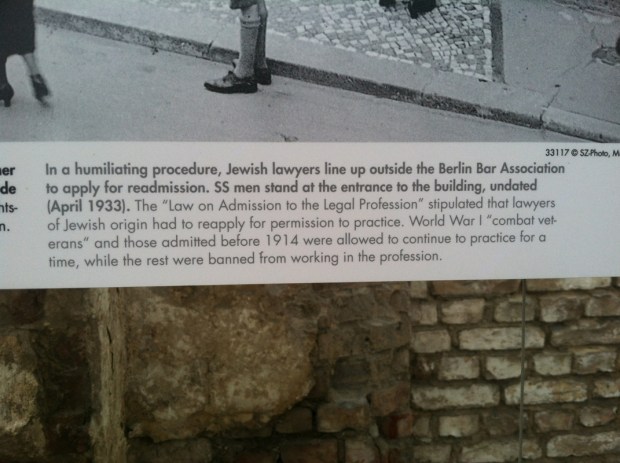 33117 © SZ-Photo, M
er
de
nts-
n.
In a humiliating procedure, Jewish lawyers line up outside the Berlin Bar Association
to apply for readmission. SS men stand at the entrance to the building, undated
(April 1933). The "Law on Admission to the Legal Profession" stipulated that lawyers
of Jewish origin had to reapply for permission to practice. World War I "combat vet-
erans" and those admitted before 1914 were allowed to continue to practice for a
time, while the rest were banned from working in the profession.